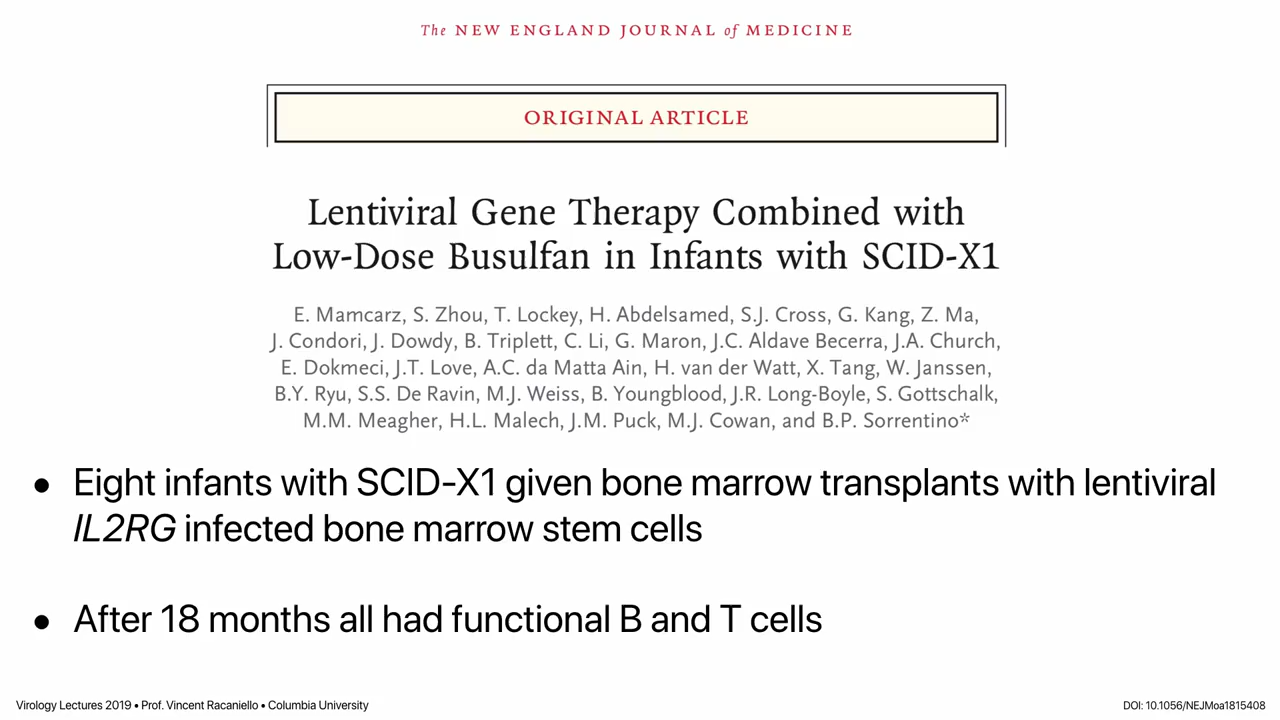 The NEW ENGLAND JOURNAL of MEDICINE
ORIGINAL ARTICLE
Lentiviral Gene Therapy Combined with
Low-Dose Busulfan in Infants with SCID-X1
E. Mamcarz, S. Zhou, T. Lockey, H. Abdelsamed, S.J. Cross, G. Kang, Z. Ma,
J. Condori, J. Dowdy, B. Triplett, C. Li, G. Maron, J.C. Aldave Becerra, J.A. Church,
E. Dokmeci, J.T. Love, A.C. da Matta Ain, H. van der Watt, X. Tang, W. Janssen,
B.Y. Ryu, S.S. De Ravin, M.J. Weiss, B. Youngblood, J.R. Long-Boyle, S. Gottschalk,
M.M. Meagher, H.L. Malech, J.M. Puck, M.J. Cowan, and B.P. Sorrentino*
• Eight infants with SCID-X1 given bone marrow transplants with lentiviral
IL2RG infected bone marrow stem cells
• After 18 months all had functional B and T cells
Virology Lectures 2019 • Prof. Vincent Racaniello • Columbia University
DOI: 10.1056/NEJMoa1815408